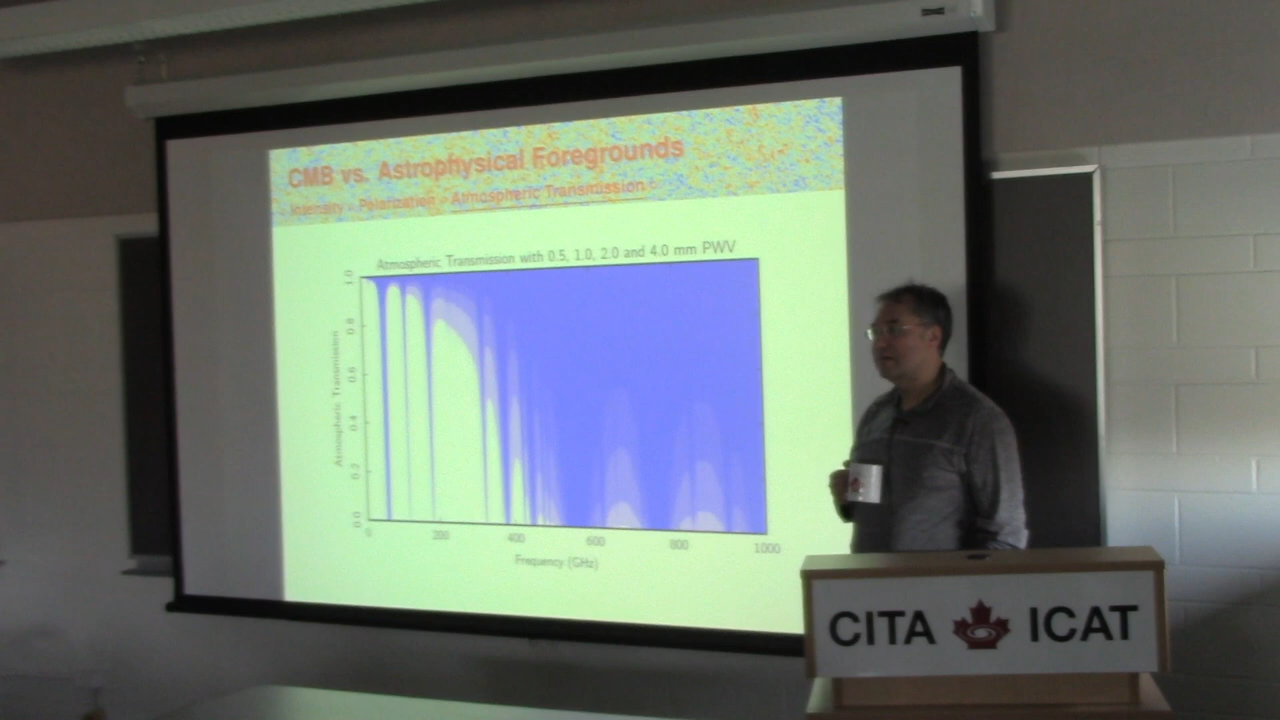 CMB vs. Astrophysical Foregrounds
Intensity - Polarization - Atmospheric Transmission -
Atmospheric Transmission with 0.5, 1.0, 2.0 and 4.0 mm PWV
Atmospheric Transmission
1.0
0.8
0.6
0.4
0.2
0.0
0
200
400
600
800
1000
Frequency (GHz)
CITA ICAT